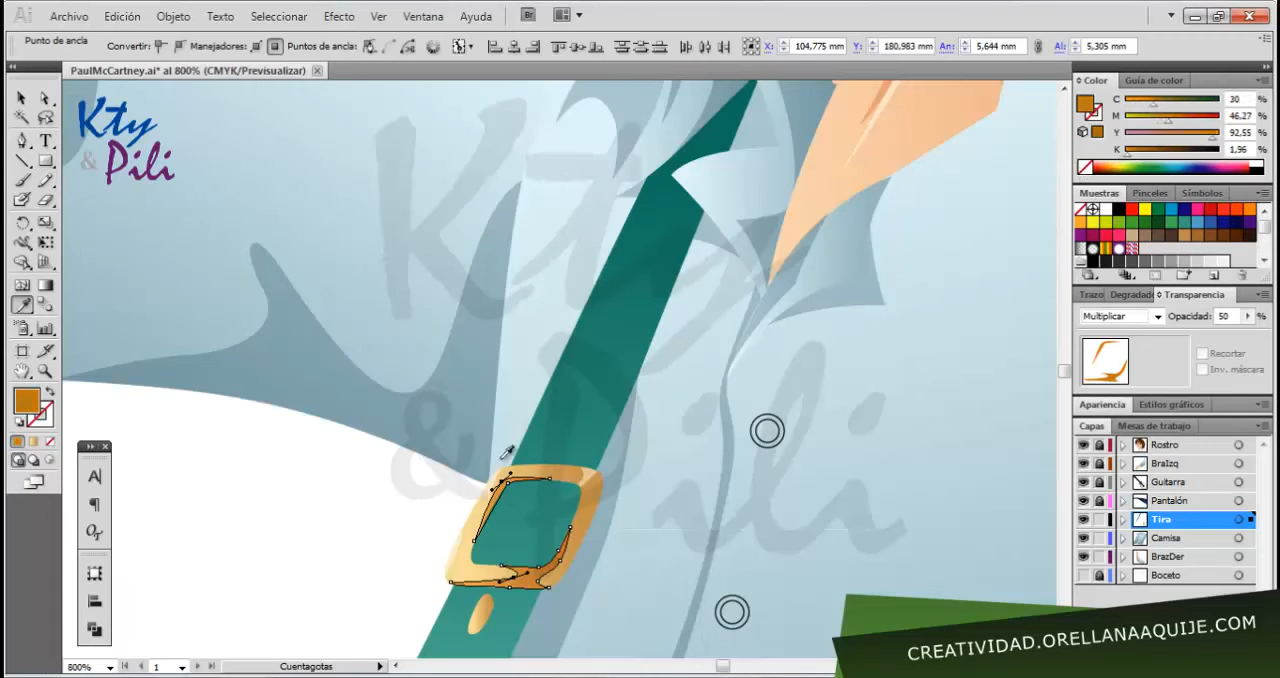 Ai Archivo Edición Objeto Texto Seleccionar Efecto Ver Ventana Ayuda Br
Punto de ancla Convertir: Manejadores: Puntos de ancla: X: 104,775 mm Y: 180,983 mm An: 5,644 mm Al: 5,305 mm
PaulMcCartney.ai* al 800% (CMYK/Previsualizar)
Kty
& Pili
Kty
& Pili
Color Guía de color
C 30 %
M 46,27 %
Y 92,55 %
K 1,96 %
Muestras Pinceles Símbolos
Trazo Degradado Transparencia
Multiplicar Opacidad: 50 %
Recortar
Inv. máscara
Apariencia Estilos gráficos
Capas Mesas de trabajo
Rostro
BraIzq
Guitarra
Pantalón
Tira
Camisa
BrazDer
Boceto
800% 1 Cuentagotas
CREATIVIDAD.ORELLANAAQUIJE.COM